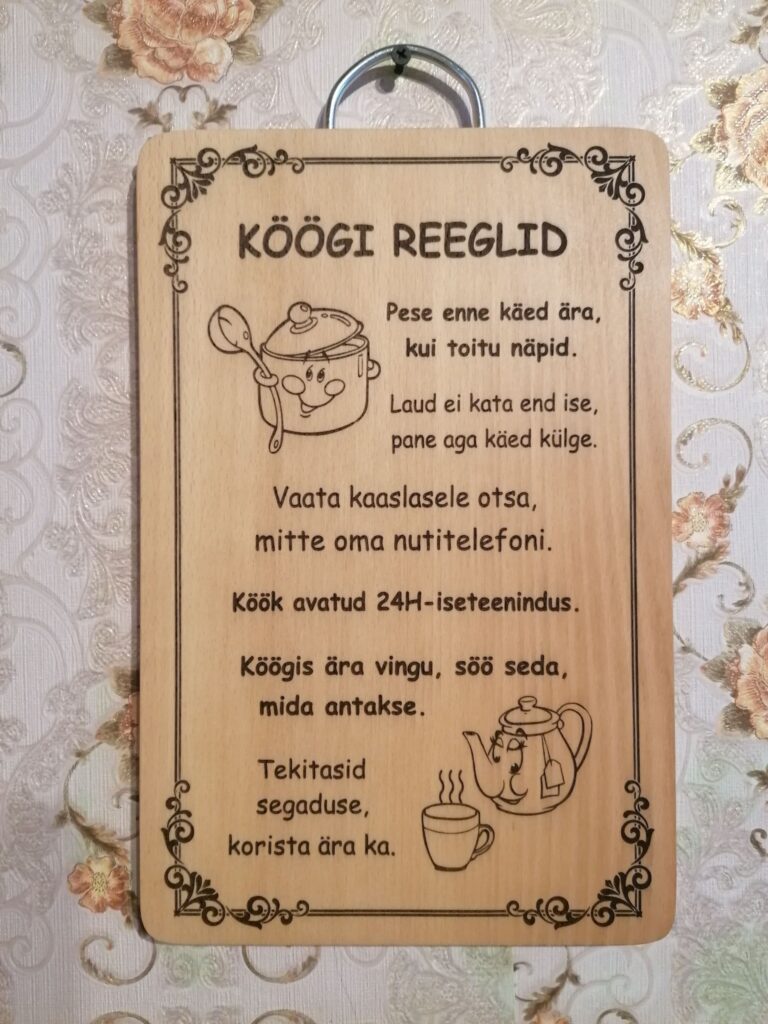 KÖÖGI REEGLID
Pese enne käed ära,
kui toitu näpid.
Laud ei kata end ise,
pane aga käed külge.
Vaata kaaslasele otsa,
mitte oma nutitelefoni.
Köök avatud 24H-iseteenindus.
Köögis ära vingu, söö seda,
mida antakse.
Tekitasid
segaduse,
korista ära ka.